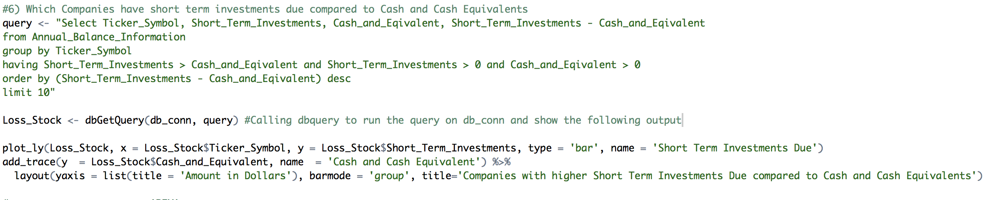 #6) Which Companies have short term investments due compared to Cash and Cash Equivalents
query <- "Select Ticker_Symbol, Short_Term_Investments, Cash_and_Eqivalent, Short_Term_Investments - Cash_and_Eqivalent
from Annual_Balance_Information
group by Ticker_Symbol
having Short_Term_Investments > Cash_and_Eqivalent and Short_Term_Investments > 0 and Cash_and_Eqivalent > 0
order by (Short_Term_Investments - Cash_and_Eqivalent) desc
limit 10"
Loss_Stock <- dbGetQuery(db_conn, query) #Calling dbquery to run the query on db_conn and show the following output
plot_ly(Loss_Stock, x = Loss_Stock$Ticker_Symbol, y = Loss_Stock$Short_Term_Investments, type = 'bar', name = 'Short Term Investments Due')
add_trace(y  = Loss_Stock$Cash_and_Equivalent, name  = 'Cash and Cash Equivalent') %>%
  layout(yaxis = list(title = 'Amount in Dollars'), barmode = 'group', title='Companies with higher Short Term Investments Due compared to Cash and Cash Equivalents')